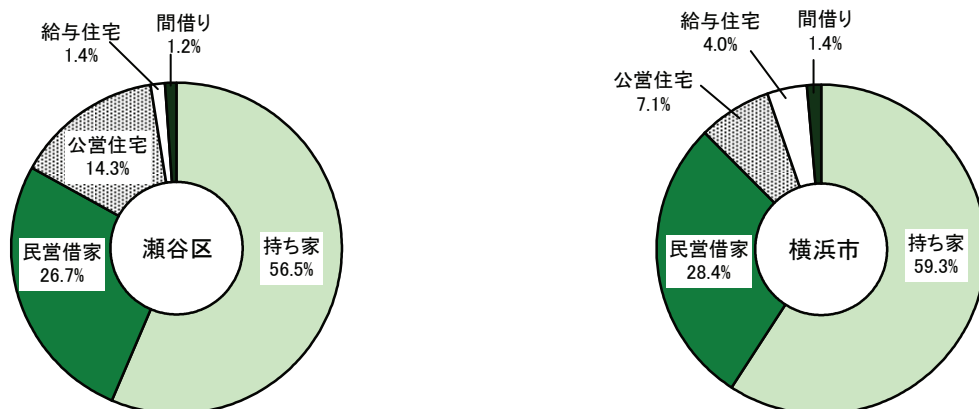 給与住宅
1.4%
間借り
1.2%
公営住宅
14.3%
民営借家
26.7%
瀬谷区
持ち家
56.5%
給与住宅
4.0%
間借り
1.4%
公営住宅
7.1%
民営借家
28.4%
横浜市
持ち家
59.3%